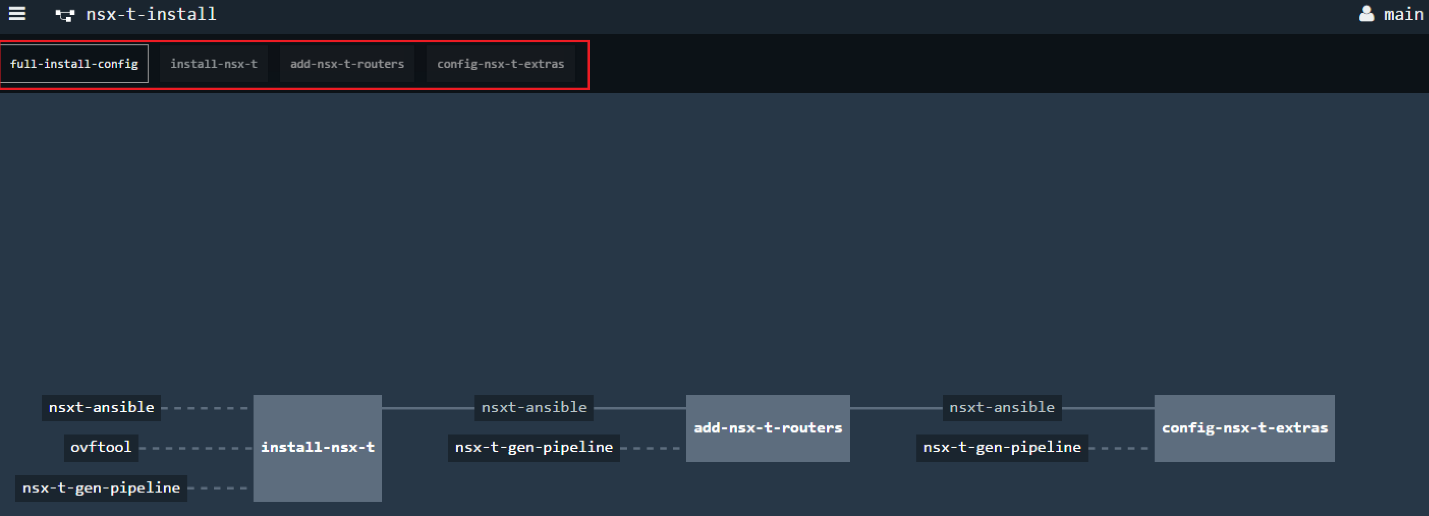 nsx-t-install
main
full-install-config
install-nsx-t
add-nsx-t-routers
config-nsx-t-extras
nsxt-ansible
ovftool
nsx-t-gen-pipeline
install-nsx-t
nsxt-ansible
nsx-t-gen-pipeline
add-nsx-t-routers
nsxt-ansible
nsx-t-gen-pipeline
config-nsx-t-extras